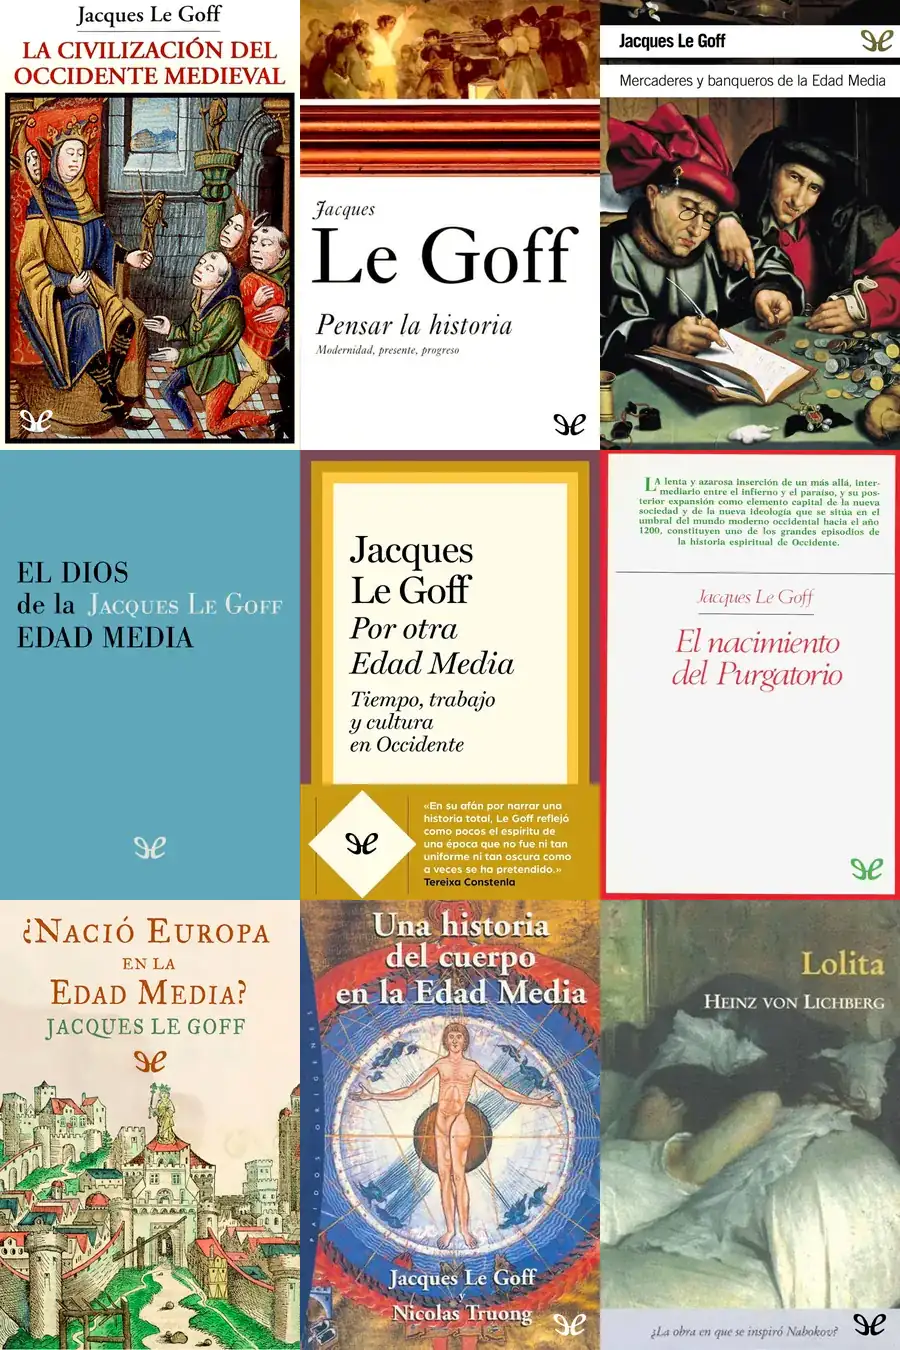 Jacques Le Goff
LA CIVILIZACIÓN DEL
OCCIDENTE MEDIEVAL
Jacques
Le Goff
Pensar la historia
Modernidad, presente, progreso
Jacques Le Goff
Mercaderes y banqueros de la Edad Media
EL DIOS
de la Jacques Le Goff
EDAD MEDIA
Jacques
Le Goff
Por otra
Edad Media
Tiempo, trabajo
y cultura
en Occidente
«En su afán por narrar una
historia total, Le Goff reflejó
como pocos el espíritu de
una época que no fue ni tan
uniforme ni tan oscura como
a veces se ha pretendido.»
Tereixa Constenla
LA lenta y azarosa inserción de un más allá, inter-
mediario entre el infierno y el paraíso, y su pos-
terior expansión como elemento capital de la nueva
sociedad y de la nueva ideología que se sitúa en el
umbral del mundo moderno occidental hacia el año
1200, constituyen uno de los grandes episodios de
la historia espiritual de Occidente.
Jacques Le Goff
El nacimiento
del Purgatorio
¿NACIÓ EUROPA
EN LA
EDAD MEDIA?
JACQUES LE GOFF
Una historia
del cuerpo
en la Edad Media
PAIDÓS ORÍGENES
Jacques Le Goff
y
Nicolas Truong
Lolita
HEINZ VON LICHBERG
¿La obra en que se inspiró Nabokov?